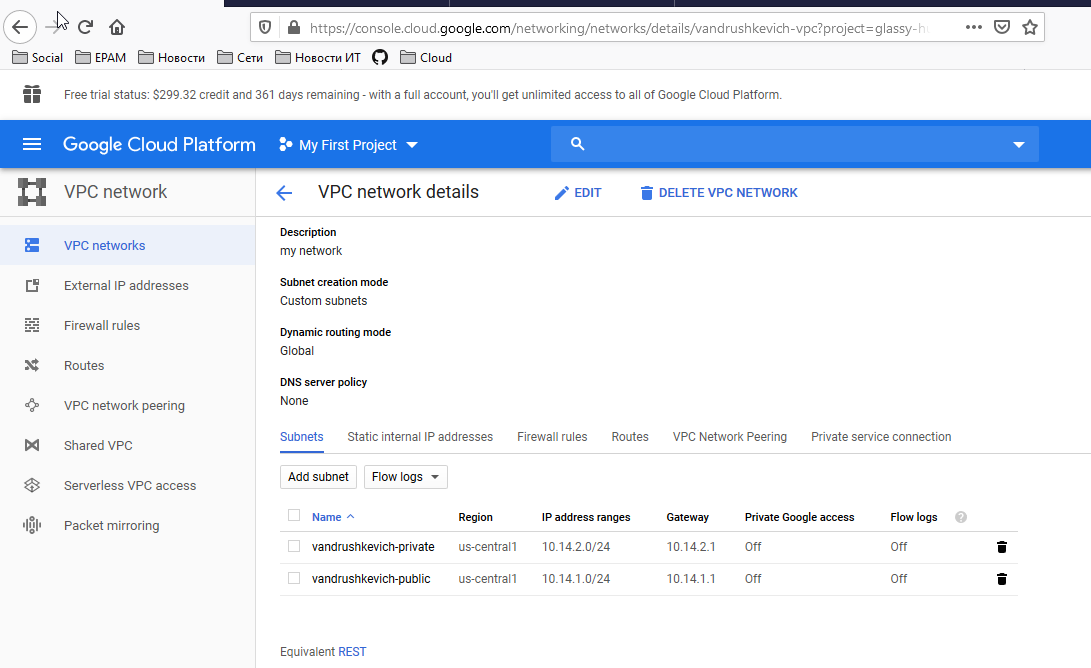 https://console.cloud.google.com/networking/networks/details/vandrushkevich-vpc?project=glassy-h
Social EPAM Новости Сети Новости ИТ Cloud
Free trial status: $299.32 credit and 361 days remaining - with a full account, you'll get unlimited access to all of Google Cloud Platform.
Google Cloud Platform My First Project
VPC network
VPC network details EDIT DELETE VPC NETWORK
VPC networks
External IP addresses
Firewall rules
Routes
VPC network peering
Shared VPC
Serverless VPC access
Packet mirroring
Description
my network
Subnet creation mode
Custom subnets
Dynamic routing mode
Global
DNS server policy
None
Subnets Static internal IP addresses Firewall rules Routes VPC Network Peering Private service connection
Add subnet Flow logs
Name Region IP address ranges Gateway Private Google access Flow logs ?
vandrushkevich-private us-central1 10.14.2.0/24 10.14.2.1 Off Off
vandrushkevich-public us-central1 10.14.1.0/24 10.14.1.1 Off Off
Equivalent REST